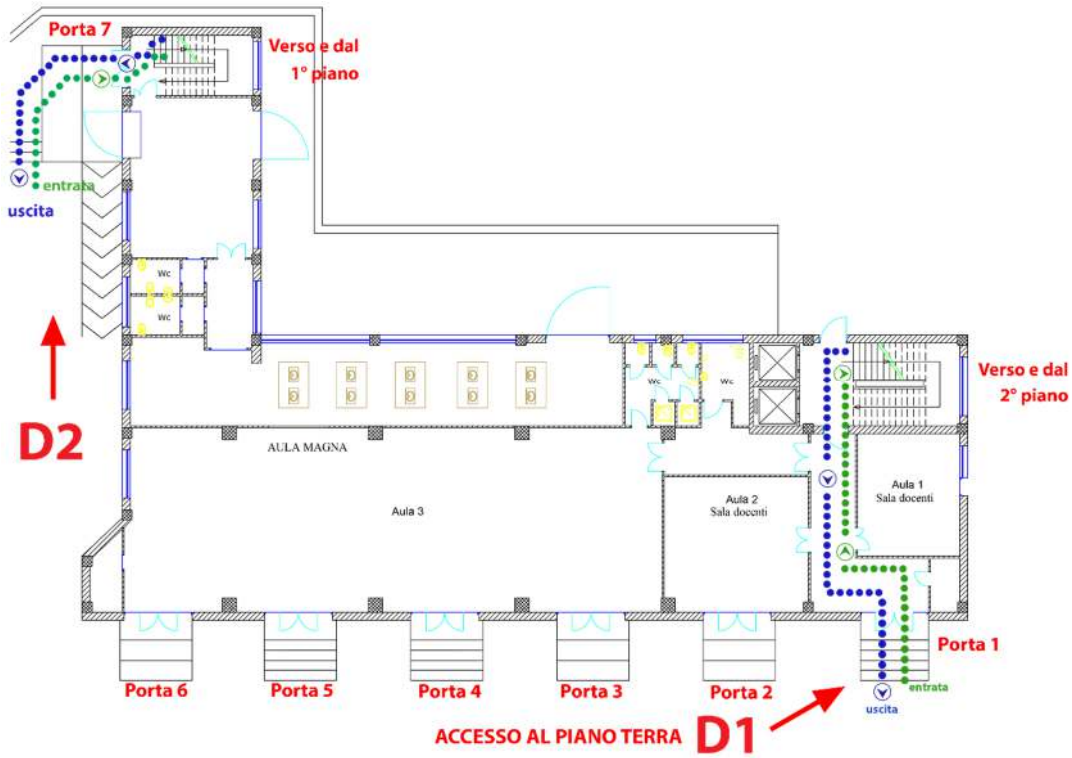 Porta 7
Verso e dal
1° piano
entrata
uscita
Wc
Wc
D2
Wc
Wc
Verso e dal
2° piano
AULA MAGNA
Aula 3
Aula 2
Sala docenti
Aula 1
Sala docenti
Porta 1
Porta 6
Porta 5
Porta 4
Porta 3
Porta 2
entrata
uscita
ACCESSO AL PIANO TERRA D1